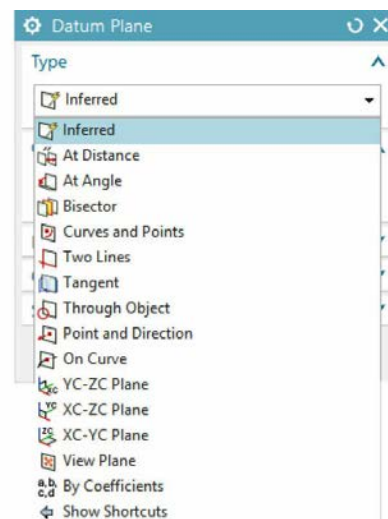 Datum Plane
Type
Inferred
Inferred
At Distance
At Angle
Bisector
Curves and Points
Two Lines
Tangent
Through Object
Point and Direction
On Curve
YC-ZC Plane
XC-ZC Plane
XC-YC Plane
View Plane
a,b, c,d By Coefficients
Show Shortcuts